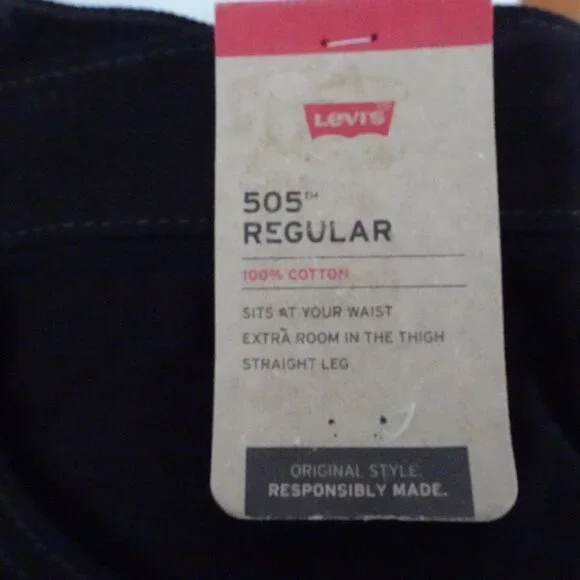 Levi's
505™
REGULAR
100% COTTON
SITS AT YOUR WAIST
EXTRA ROOM IN THE THIGH
STRAIGHT LEG
ORIGINAL STYLE.
RESPONSIBLY MADE.